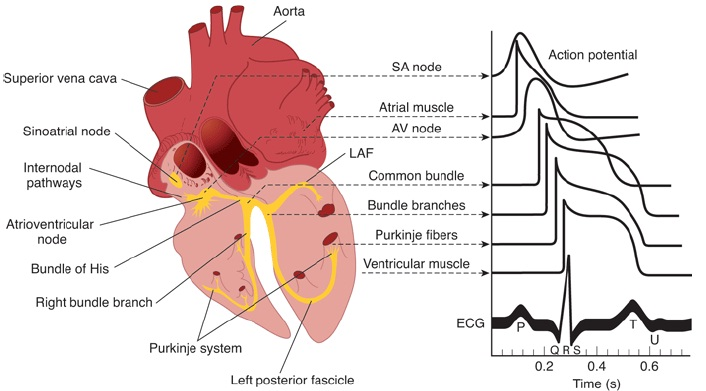 Aorta
Superior vena cava
Sinoatrial node
Internodal
pathways
Atrioventricular
node
Bundle of His
Right bundle branch
Purkinje system
Left posterior fascicle
LAF
SA node
Atrial muscle
AV node
Common bundle
Bundle branches
Purkinje fibers
Ventricular muscle
Action potential
ECG
P
T
U
Q R S
0.2 0.4 0.6
Time (s)